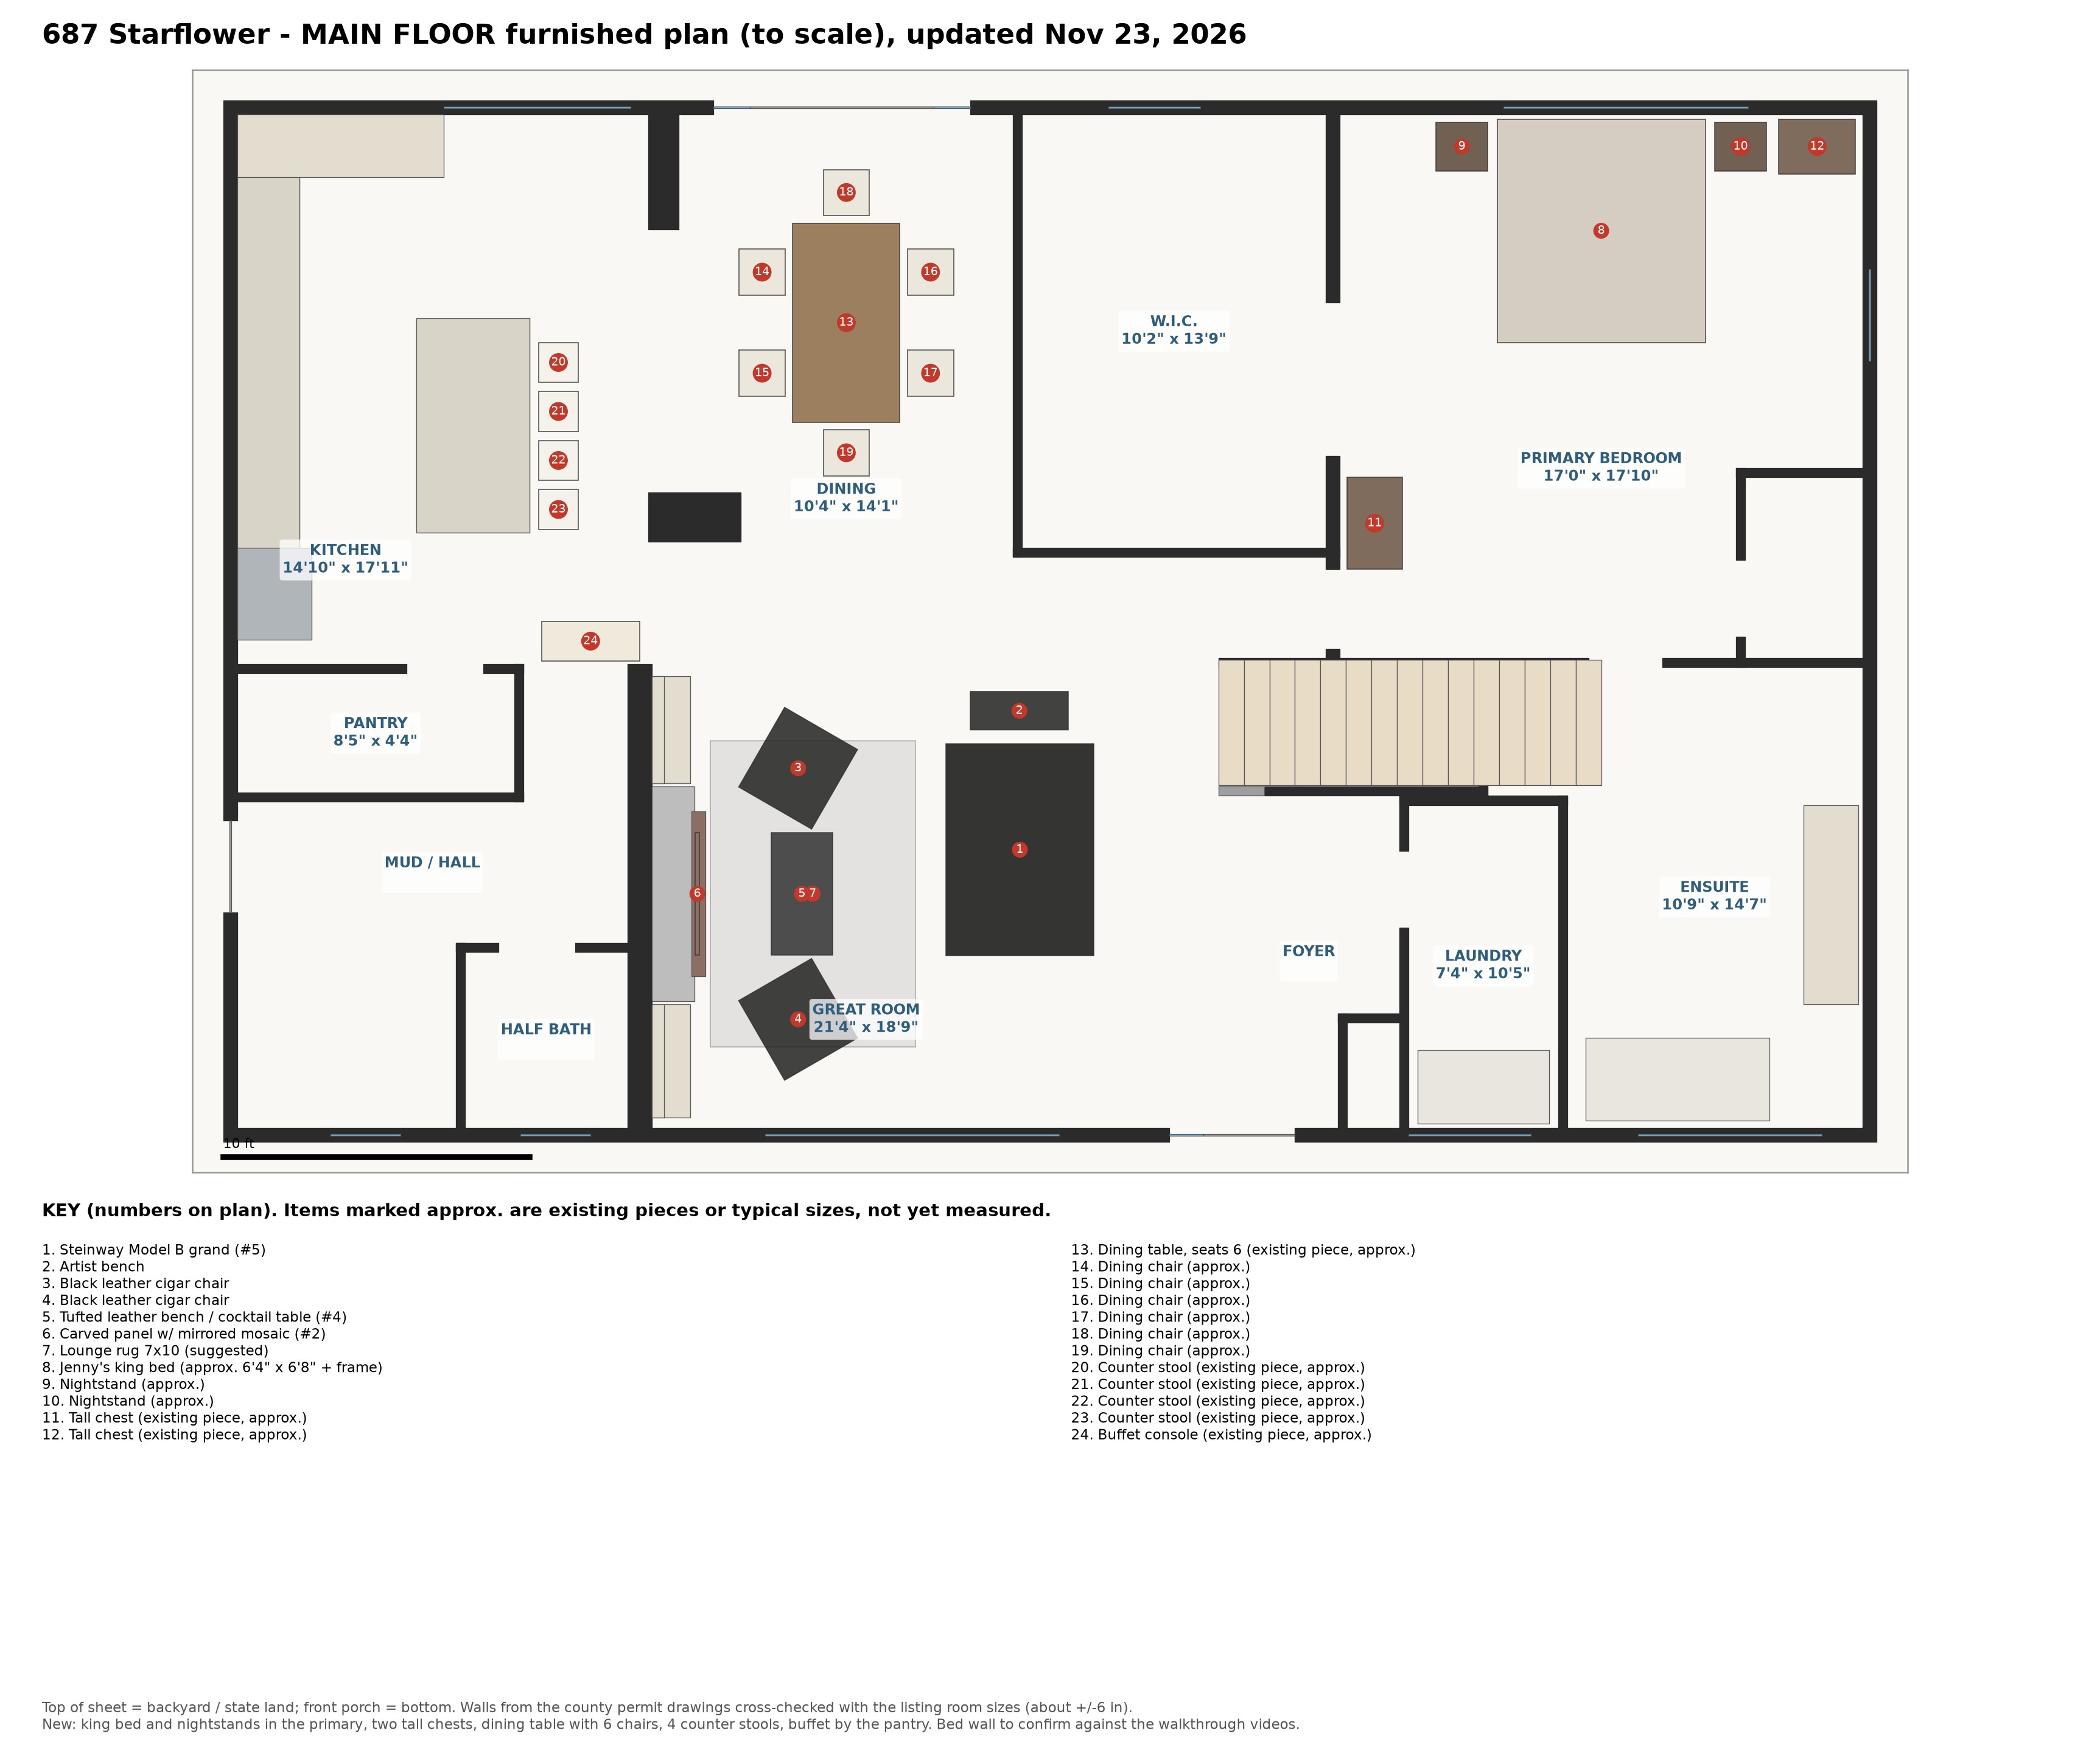 687 Starflower - MAIN FLOOR furnished plan (to scale), updated Nov 23, 2026
9
10
12
18
8
14
16
13
W.I.C.
10'2" x 13'9"
20
15
17
21
19
22
PRIMARY BEDROOM
17'0" x 17'10"
DINING
10'4" x 14'1"
23
11
KITCHEN
14'10" x 17'11"
24
2
PANTRY
8'5" x 4'4"
3
1
MUD / HALL
6
5 7
ENSUITE
10'9" x 14'7"
FOYER
LAUNDRY
7'4" x 10'5"
HALF BATH
4
GREAT ROOM
21'4" x 18'9"
10 ft
KEY (numbers on plan). Items marked approx. are existing pieces or typical sizes, not yet measured.
1. Steinway Model B grand (#5)
2. Artist bench
3. Black leather cigar chair
4. Black leather cigar chair
5. Tufted leather bench / cocktail table (#4)
6. Carved panel w/ mirrored mosaic (#2)
7. Lounge rug 7x10 (suggested)
8. Jenny's king bed (approx. 6'4" x 6'8" + frame)
9. Nightstand (approx.)
10. Nightstand (approx.)
11. Tall chest (existing piece, approx.)
12. Tall chest (existing piece, approx.)
13. Dining table, seats 6 (existing piece, approx.)
14. Dining chair (approx.)
15. Dining chair (approx.)
16. Dining chair (approx.)
17. Dining chair (approx.)
18. Dining chair (approx.)
19. Dining chair (approx.)
20. Counter stool (existing piece, approx.)
21. Counter stool (existing piece, approx.)
22. Counter stool (existing piece, approx.)
23. Counter stool (existing piece, approx.)
24. Buffet console (existing piece, approx.)
Top of sheet = backyard / state land; front porch = bottom. Walls from the county permit drawings cross-checked with the listing room sizes (about +/-6 in).
New: king bed and nightstands in the primary, two tall chests, dining table with 6 chairs, 4 counter stools, buffet by the pantry. Bed wall to confirm against the walkthrough videos.